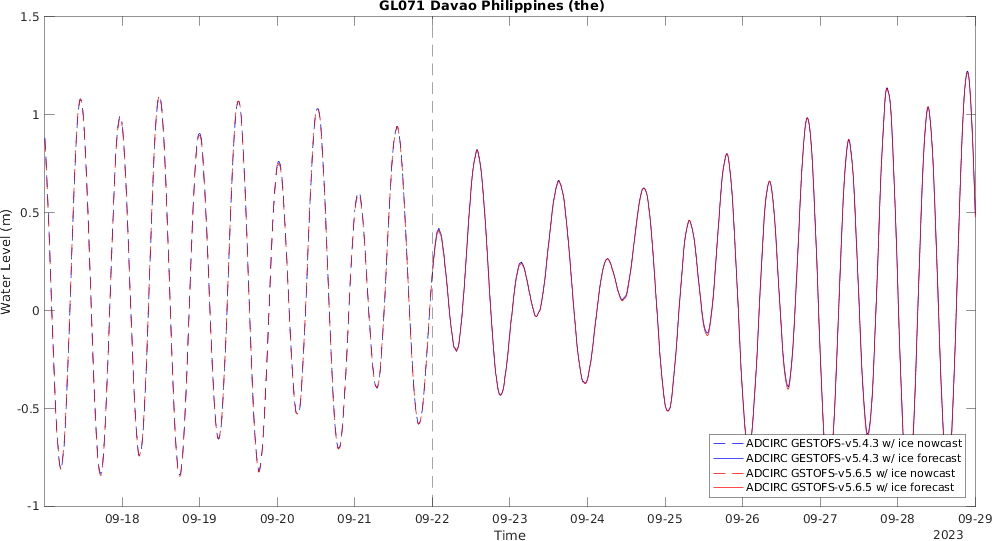 GL071 Davao Philippines (the)
1.5
1
0.5
0
-0.5
-1
Water Level (m)
09-18 09-19 09-20 09-21 09-22 09-23 09-24 09-25 09-26 09-27 09-28 09-29
Time
2023
ADCIRC GESTOFS-v5.4.3 w/ ice nowcast
ADCIRC GESTOFS-v5.4.3 w/ ice forecast
ADCIRC GSTOFS-v5.6.5 w/ ice nowcast
ADCIRC GSTOFS-v5.6.5 w/ ice forecast